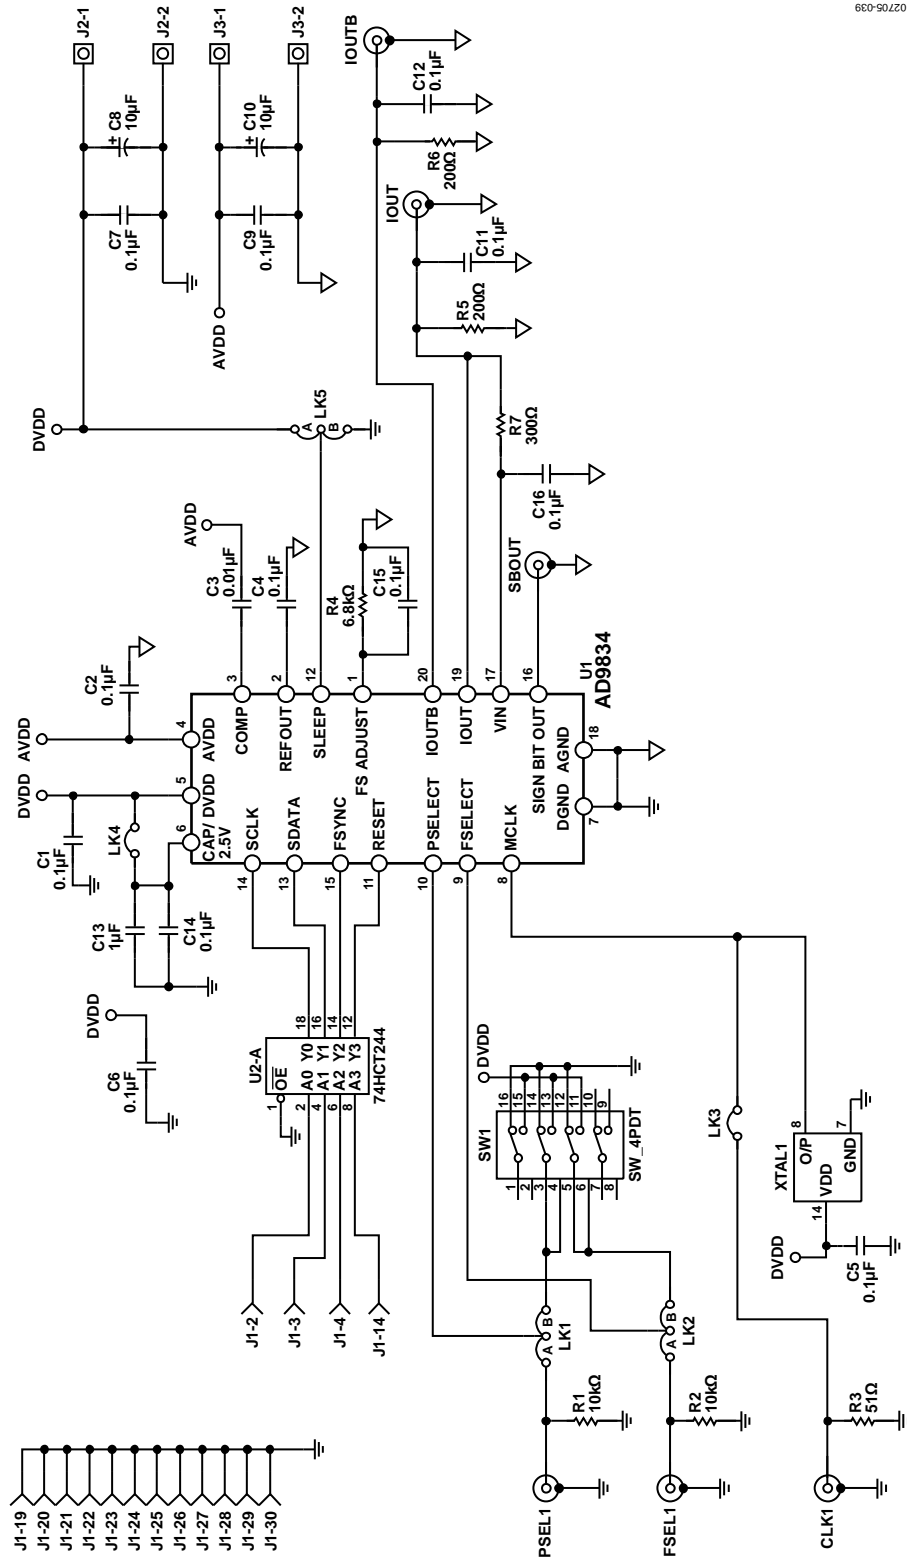 02705-039
J2-1
J2-2
J3-1
J3-2
C8
10µF
+
C10
10µF
+
C7
0.1µF
C9
0.1µF
AVDD
DVDD
LK5
A
B
IOUTB
C12
0.1µF
R6
200Ω
IOUT
C11
0.1µF
R5
200Ω
R7
300Ω
C16
0.1µF
SBOUT
AVDD
C3
0.01µF
C4
0.1µF
R4
6.8kΩ
C15
0.1µF
C2
0.1µF
AVDD
DVDD
C1
0.1µF
LK4
C13
1µF
C14
0.1µF
DVDD
C6
0.1µF
U1
AD9834
4
AVDD
5
DVDD
6
CAP/
2.5V
3
COMP
2
REFOUT
12
SLEEP
1
FS ADJUST
20
IOUTB
19
IOUT
17
VIN
16
SIGN BIT OUT
18
AGND
7
DGND
14
SCLK
13
SDATA
15
FSYNC
11
RESET
10
PSELECT
9
FSELECT
8
MCLK
U2-A
74HCT244
1
OE
2 A0 Y0 18
4 A1 Y1 16
6 A2 Y2 14
8 A3 Y3 12
J1-2
J1-3
J1-4
J1-14
DVDD
SW1
SW_4PDT
16
15
14
13
12
11
10
9
1
2
3
4
5
6
7
8
LK1
A
B
LK2
A
B
LK3
XTAL1
O/P
8
VDD
14
GND
7
DVDD
C5
0.1µF
R1
10kΩ
R2
10kΩ
R3
51Ω
PSEL1
FSEL1
CLK1
J1-19
J1-20
J1-21
J1-22
J1-23
J1-24
J1-25
J1-26
J1-27
J1-28
J1-29
J1-30